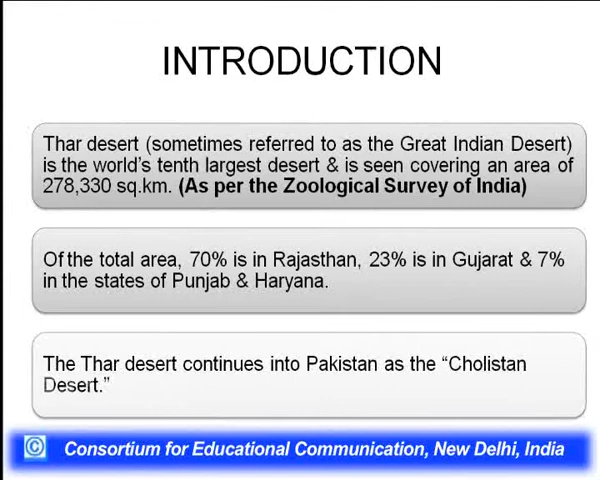 INTRODUCTION
Thar desert (sometimes referred to as the Great Indian Desert)
is the world's tenth largest desert & is seen covering an area of
278,330 sq.km. (As per the Zoological Survey of India)
Of the total area, 70% is in Rajasthan, 23% is in Gujarat & 7%
in the states of Punjab & Haryana.
The Thar desert continues into Pakistan as the “Cholistan
Desert.”
© Consortium for Educational Communication, New Delhi, India